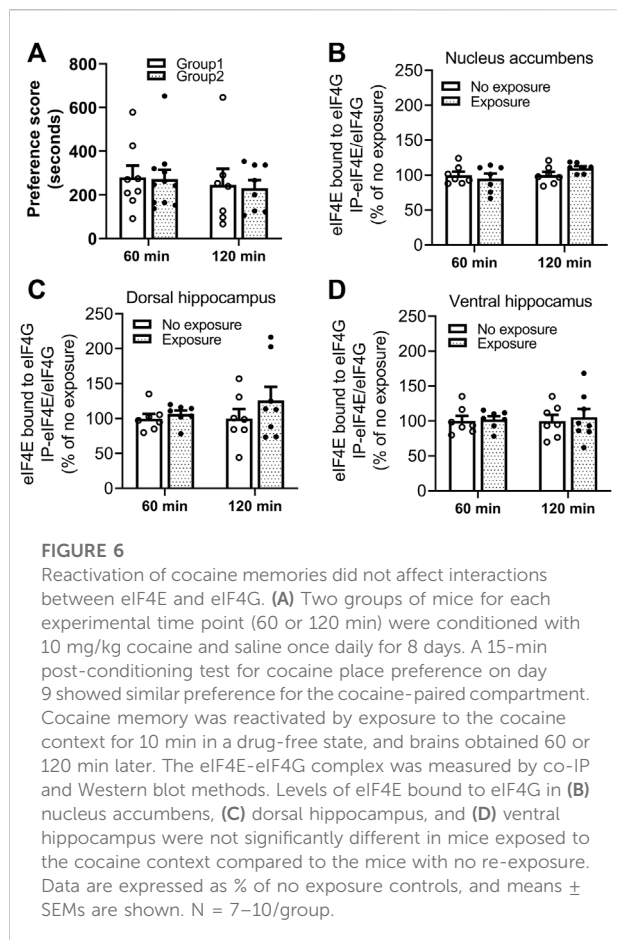 A
Group1
Group2
Preference score
(seconds)
800
600
400
200
0
60 min
120 min
B
Nucleus accumbens
No exposure
Exposure
eIF4E bound to eIF4G
IP-eIF4E/eIF4G
(% of no exposure)
250
200
150
100
50
0
60 min
120 min
C
Dorsal hippocampus
No exposure
Exposure
eIF4E bound to eIF4G
IP-eIF4E/eIF4G
(% of no exposure)
250
200
150
100
50
0
60 min
120 min
D
Ventral hippocamus
No exposure
Exposure
eIF4E bound to eIF4G
IP-eIF4E/eIF4G
(% of no exposure)
250
200
150
100
50
0
60 min
120 min
FIGURE 6
Reactivation of cocaine memories did not affect interactions
between eIF4E and eIF4G. (A) Two groups of mice for each
experimental time point (60 or 120 min) were conditioned with
10 mg/kg cocaine and saline once daily for 8 days. A 15-min
post-conditioning test for cocaine place preference on day
9 showed similar preference for the cocaine-paired compartment.
Cocaine memory was reactivated by exposure to the cocaine
context for 10 min in a drug-free state, and brains obtained 60 or
120 min later. The eIF4E-eIF4G complex was measured by co-IP
and Western blot methods. Levels of eIF4E bound to eIF4G in (B)
nucleus accumbens, (C) dorsal hippocampus, and (D) ventral
hippocampus were not significantly different in mice exposed to
the cocaine context compared to the mice with no re-exposure.
Data are expressed as % of no exposure controls, and means ±
SEMs are shown. N = 7–10/group.